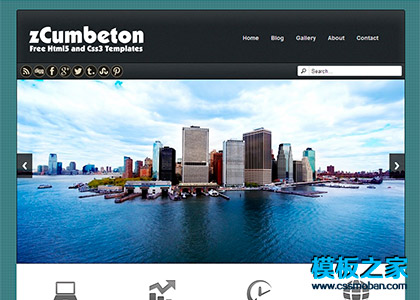 zCumbeton
Free Html5 and Css3 Templates
Home Blog Gallery About Contact
Search...
模板之家
www.cssmoban.com